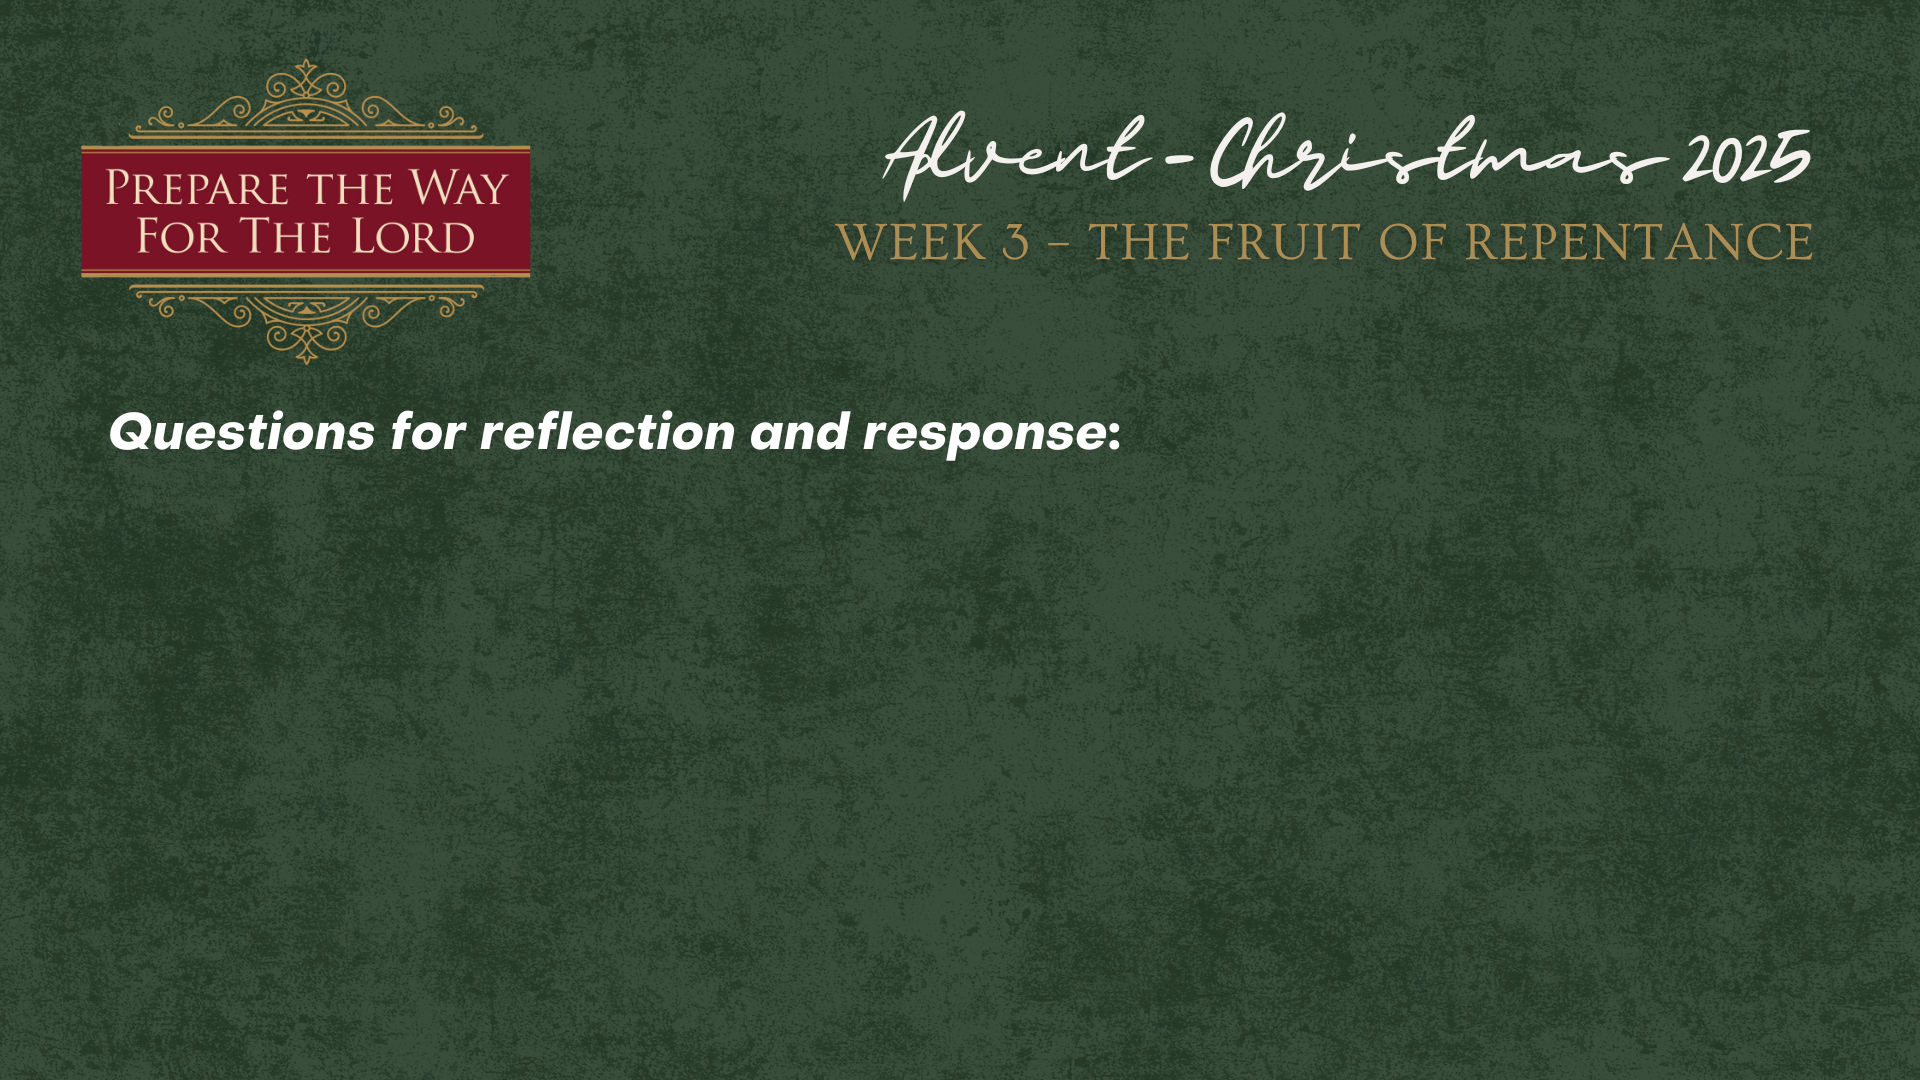 Prepare the Way
For The Lord
Advent - Christmas 2025
WEEK 3 – THE FRUIT OF REPENTANCE
Questions for reflection and response: